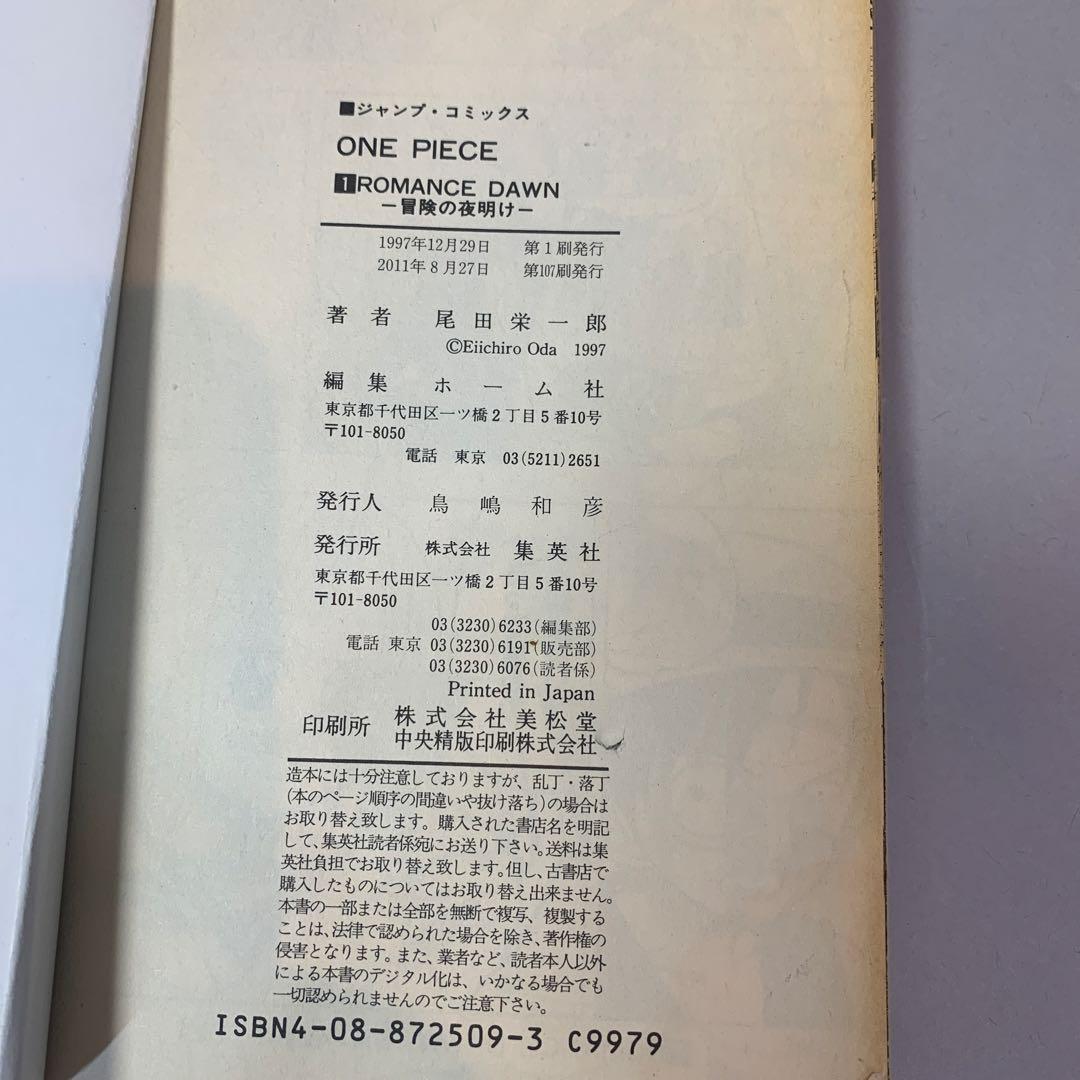 ■ジャンプ・コミックス
ONE PIECE
1 ROMANCE DAWN
ー冒険の夜明けー
1997年12月29日 第1刷発行
2011年8月27日 第107刷発行
著者 尾田栄一郎
©Eiichiro Oda 1997
編集 ホーム社
東京都千代田区一ツ橋2丁目5番10号
〒101-8050
電話 東京 03(5211)2651
発行人 鳥嶋和彦
発行所 株式会社 集英社
東京都千代田区一ツ橋2丁目5番10号
〒101-8050
03(3230)6233(編集部)
電話 東京 03(3230)6191(販売部)
03(3230)6076(読者係)
Printed in Japan
印刷所 株式会社美松堂
中央精版印刷株式会社
造本には十分注意しておりますが、乱丁・落丁
(本のページ順序の間違いや抜け落ち)の場合は
お取り替え致します。購入された書店名を明記
して、集英社読者係宛にお送り下さい。送料は集
英社負担でお取り替え致します。但し、古書店で
購入したものについてはお取り替え出来ません。
本書の一部または全部を無断で複写、複製する
ことは、法律で認められた場合を除き、著作権の
侵害となります。また、業者など、読者本人以外
による本書のデジタル化は、いかなる場合でも
一切認められませんのでご注意下さい。
ISBN4-08-872509-3 C9979